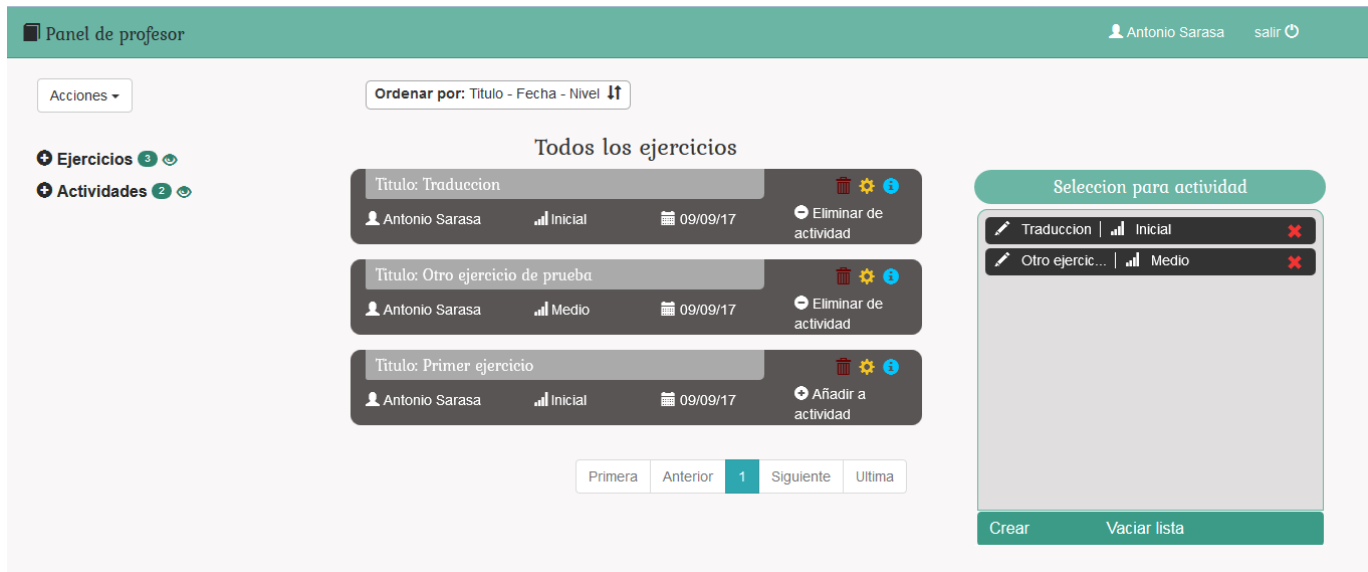 Panel de profesor
Antonio Sarasa
salir
Acciones
Ordenar por: Titulo - Fecha - Nivel
Ejercicios 3
Actividades 2
Todos los ejercicios
Titulo: Traduccion
Antonio Sarasa
Inicial
09/09/17
Eliminar de
actividad
Titulo: Otro ejercicio de prueba
Antonio Sarasa
Medio
09/09/17
Eliminar de
actividad
Titulo: Primer ejercicio
Antonio Sarasa
Inicial
09/09/17
Añadir a
actividad
Primera
Anterior
1
Siguiente
Ultima
Seleccion para actividad
Traduccion | Inicial
Otro ejercic... | Medio
Crear
Vaciar lista